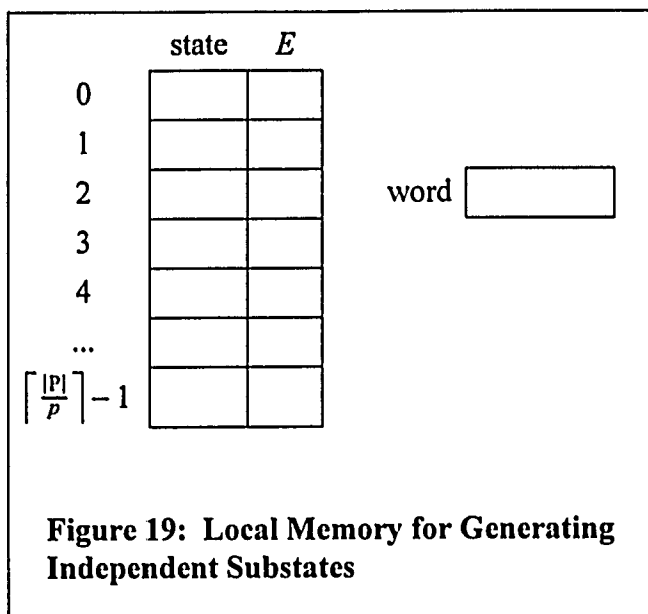 state E
0
1
2 word
3
4
...
⌈|P|/p⌉ – 1
Figure 19: Local Memory for Generating
Independent Substates